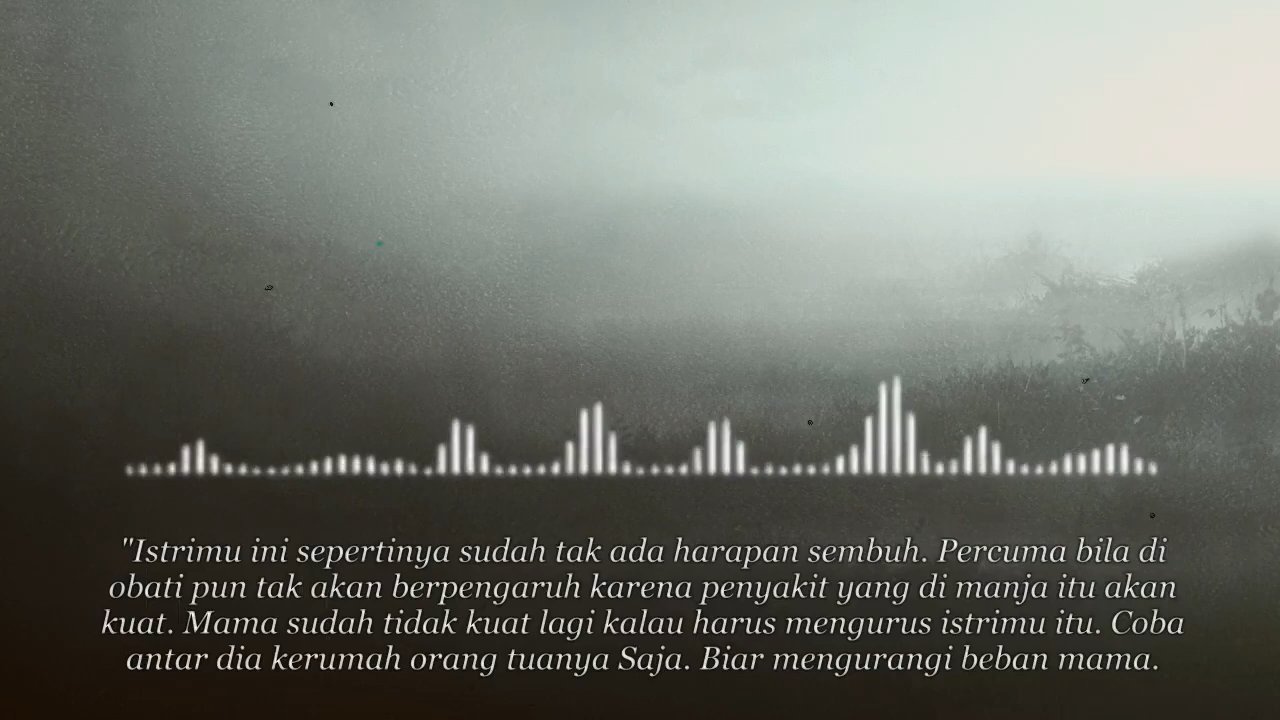 "Istrimu ini sepertinya sudah tak ada harapan sembuh. Percuma bila di
obati pun tak akan berpengaruh karena penyakit yang di manja itu akan
kuat. Mama sudah tidak kuat lagi kalau harus mengurus istrimu itu. Coba
antar dia kerumah orang tuanya Saja. Biar mengurangi beban mama.